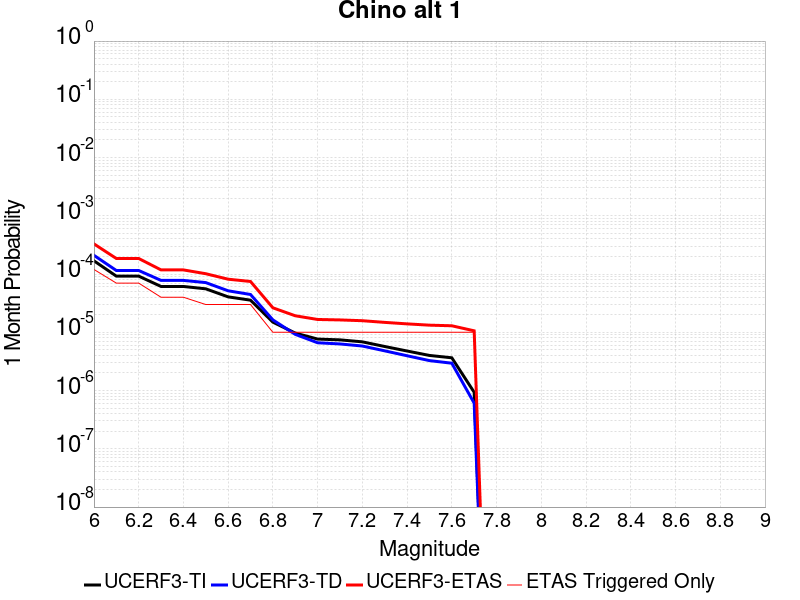 Chino alt 1
1 Month Probability
10^0
10^-1
10^-2
10^-3
10^-4
10^-5
10^-6
10^-7
10^-8
6 6.2 6.4 6.6 6.8 7 7.2 7.4 7.6 7.8 8 8.2 8.4 8.6 8.8 9
Magnitude
UCERF3-TI UCERF3-TD UCERF3-ETAS ETAS Triggered Only